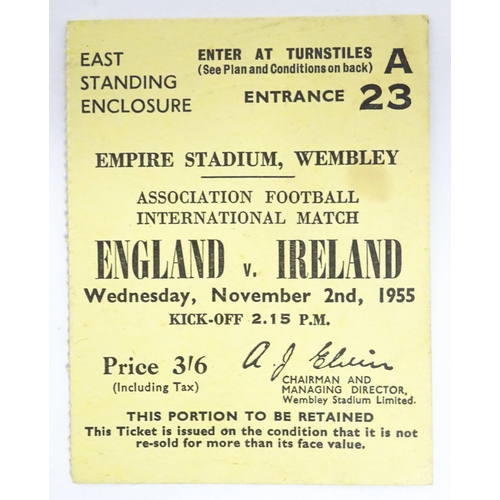 EAST
STANDING
ENCLOSURE
ENTER AT TURNSTILES
(See Plan and Conditions on back)
A
ENTRANCE 23
EMPIRE STADIUM, WEMBLEY
ASSOCIATION FOOTBALL
INTERNATIONAL MATCH
ENGLAND v. IRELAND
Wednesday, November 2nd, 1955
KICK-OFF 2.15 P.M.
Price 3/6
(Including Tax)
A J Elvin
CHAIRMAN AND
MANAGING DIRECTOR,
Wembley Stadium Limited.
THIS PORTION TO BE RETAINED
This Ticket is issued on the condition that it is not
re-sold for more than its face value.